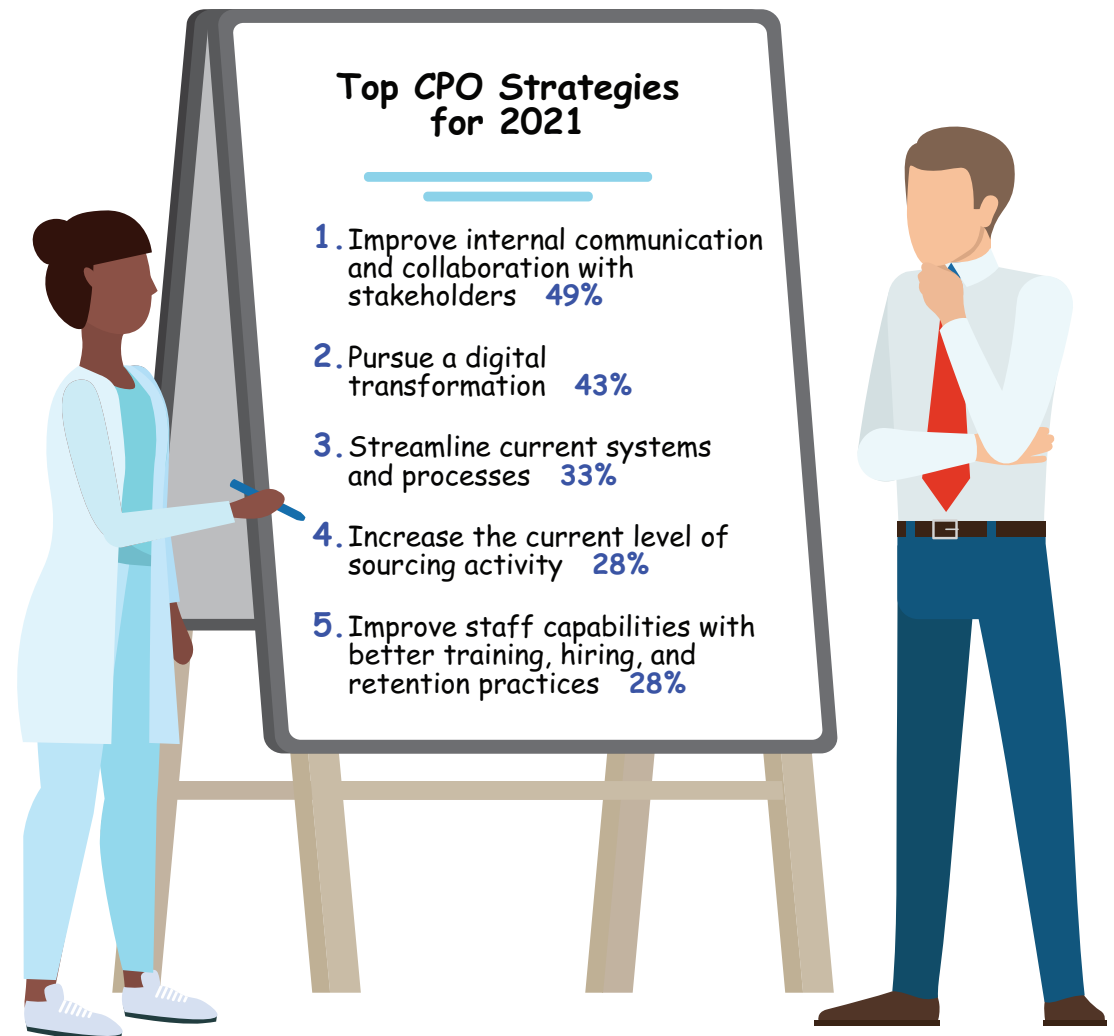 Top CPO Strategies
for 2021
1. Improve internal communication
and collaboration with
stakeholders 49%
2. Pursue a digital
transformation 43%
3. Streamline current systems
and processes 33%
4. Increase the current level of
sourcing activity 28%
5. Improve staff capabilities with
better training, hiring, and
retention practices 28%